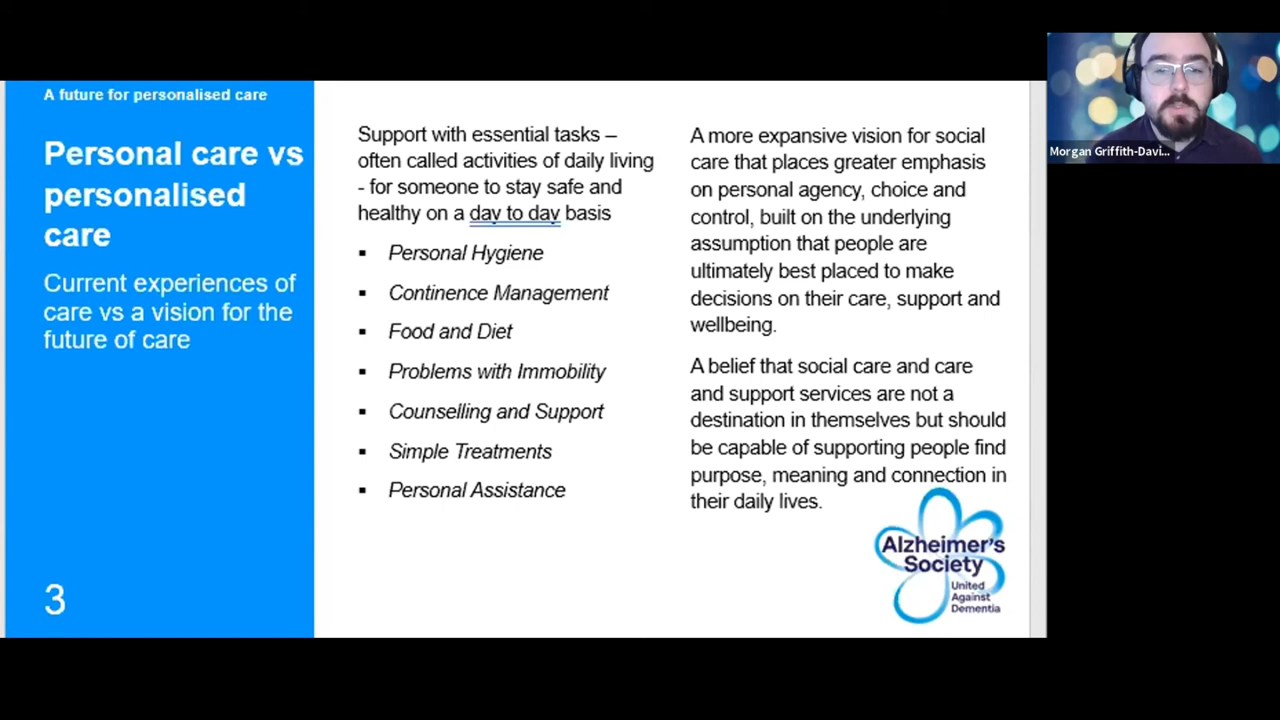 A future for personalised care
Personal care vs
personalised
care
Current experiences of
care vs a vision for the
future of care
3
Support with essential tasks –
often called activities of daily living
- for someone to stay safe and
healthy on a day to day basis
▪ Personal Hygiene
▪ Continence Management
▪ Food and Diet
▪ Problems with Immobility
▪ Counselling and Support
▪ Simple Treatments
▪ Personal Assistance
A more expansive vision for social
care that places greater emphasis
on personal agency, choice and
control, built on the underlying
assumption that people are
ultimately best placed to make
decisions on their care, support and
wellbeing.
A belief that social care and care
and support services are not a
destination in themselves but should
be capable of supporting people find
purpose, meaning and connection in
their daily lives.
Alzheimer's
Society
United
Against
Dementia
Morgan Griffith-Davi...